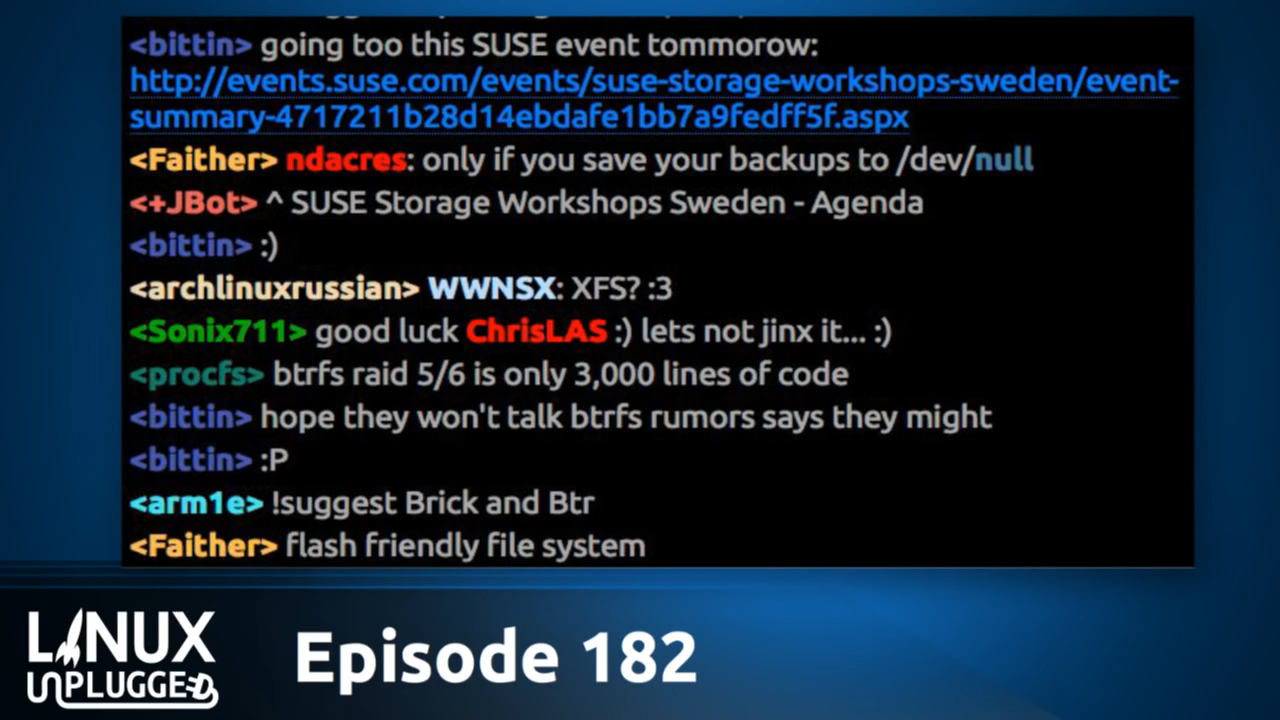 <bittin> going too this SUSE event tommorow:
http://events.suse.com/events/suse-storage-workshops-sweden/event-
summary-4717211b28d14ebdafe1bb7a9fedff5f.aspx
<Faither> ndacres: only if you save your backups to /dev/null
<+JBot> ^ SUSE Storage Workshops Sweden - Agenda
<bittin> :)
<archlinuxrussian> WWNSX: XFS? :3
<Sonix711> good luck ChrisLAS :) lets not jinx it... :)
<procfs> btrfs raid 5/6 is only 3,000 lines of code
<bittin> hope they won't talk btrfs rumors says they might
<bittin> :P
<arm1e> !suggest Brick and Btr
<Faither> flash friendly file system
LINUX
UNPLUGGED
Episode 182